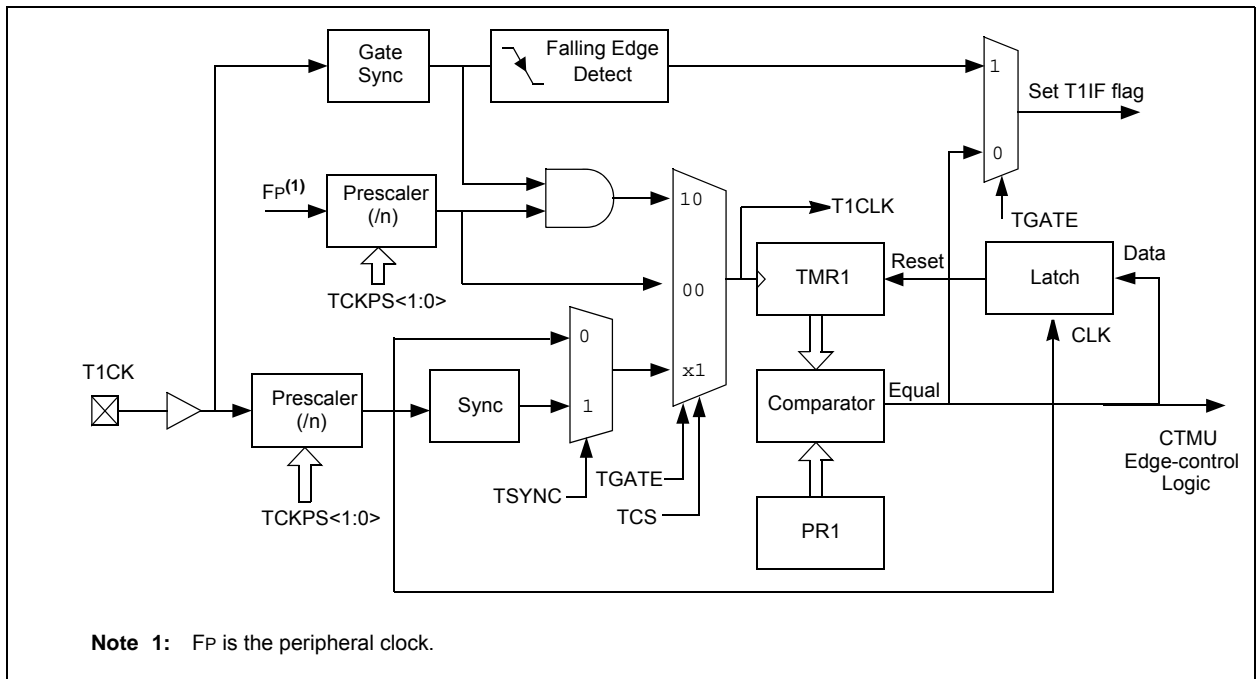 Gate
Sync
Falling Edge
Detect
1
Set T1IF flag
0
TGATE
FP(1)
Prescaler
(/n)
TCKPS<1:0>
10
00
x1
T1CLK
TMR1
Reset
Latch
Data
CLK
T1CK
Prescaler
(/n)
TCKPS<1:0>
Sync
0
1
TSYNC
TGATE
TCS
Comparator
Equal
PR1
CTMU
Edge-control
Logic
Note 1: FP is the peripheral clock.